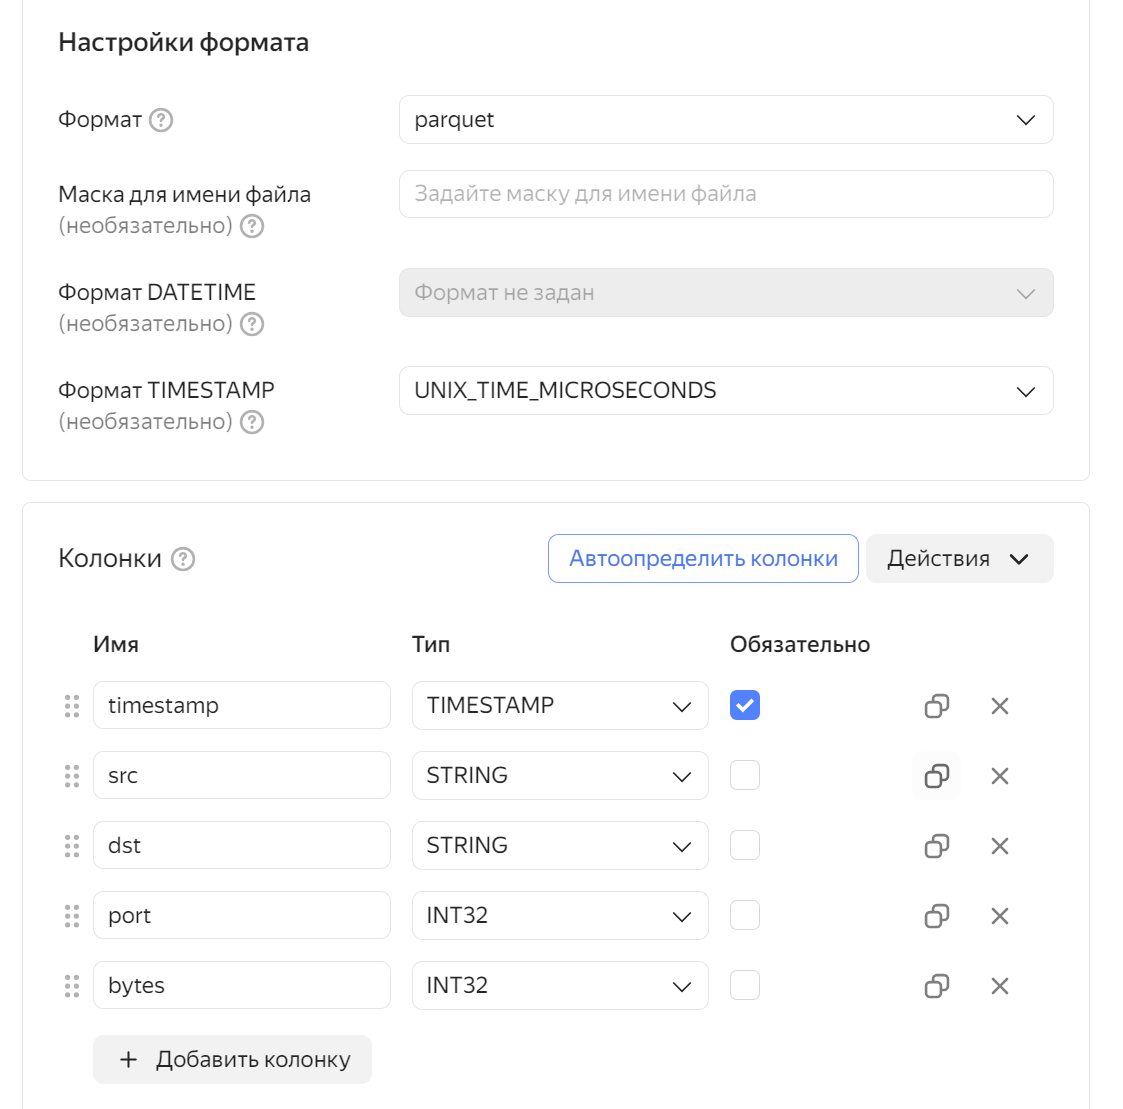 Настройки формата
Формат ?
parquet
Маска для имени файла
(необязательно) ?
Задайте маску для имени файла
Формат DATETIME
(необязательно) ?
Формат не задан
Формат TIMESTAMP
(необязательно) ?
UNIX_TIME_MICROSECONDS
Колонки ?
Автоопределить колонки
Действия
Имя Тип Обязательно
timestamp TIMESTAMP
src STRING
dst STRING
port INT32
bytes INT32
+ Добавить колонку